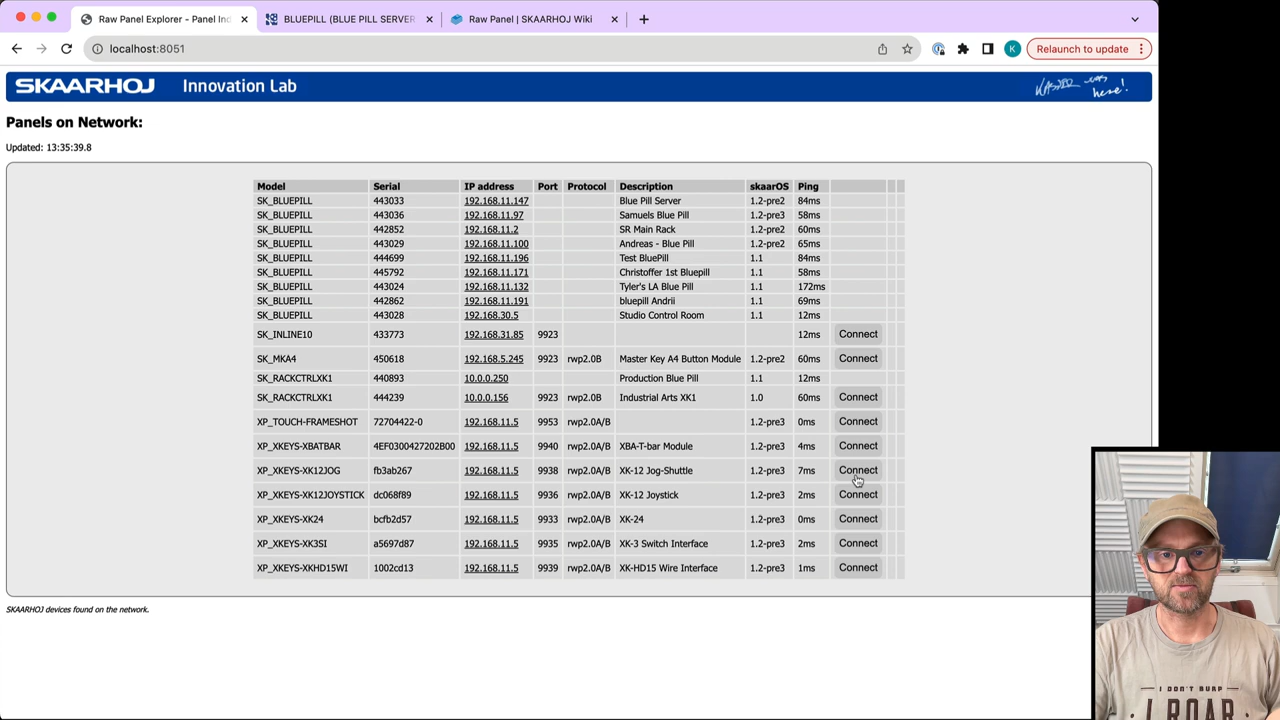 Raw Panel Explorer - Panel Ind
BLUEPILL (BLUE PILL SERVER
Raw Panel | SKAARHOJ Wiki
localhost:8051
K
Relaunch to update
SKAARHOJ Innovation Lab
Panels on Network:
Updated: 13:35:39.8
Model Serial IP address Port Protocol Description skaarOS Ping
SK_BLUEPILL 443033 192.168.11.147 Blue Pill Server 1.2-pre2 84ms
SK_BLUEPILL 443036 192.168.11.97 Samuels Blue Pill 1.2-pre3 58ms
SK_BLUEPILL 442852 192.168.11.2 SR Main Rack 1.2-pre2 60ms
SK_BLUEPILL 443029 192.168.11.100 Andreas - Blue Pill 1.2-pre2 65ms
SK_BLUEPILL 444699 192.168.11.196 Test BluePill 1.1 84ms
SK_BLUEPILL 445792 192.168.11.171 Christoffer 1st Bluepill 1.1 58ms
SK_BLUEPILL 443024 192.168.11.132 Tyler's LA Blue Pill 1.1 172ms
SK_BLUEPILL 442862 192.168.11.191 bluepill Andrii 1.1 69ms
SK_BLUEPILL 443028 192.168.30.5 Studio Control Room 1.1 12ms
SK_INLINE10 433773 192.168.31.85 9923 12ms Connect
SK_MKA4 450618 192.168.5.245 9923 rwp2.0B Master Key A4 Button Module 1.2-pre2 60ms Connect
SK_RACKCTRLXK1 440893 10.0.0.250 Production Blue Pill 1.1 12ms
SK_RACKCTRLXK1 444239 10.0.0.156 9923 rwp2.0B Industrial Arts XK1 1.0 60ms Connect
XP_TOUCH-FRAMESHOT 72704422-0 192.168.11.5 9953 rwp2.0A/B 1.2-pre3 0ms Connect
XP_XKEYS-XBATBAR 4EF0300427202B00 192.168.11.5 9940 rwp2.0A/B XBA-T-bar Module 1.2-pre3 4ms Connect
XP_XKEYS-XK12JOG fb3ab267 192.168.11.5 9938 rwp2.0A/B XK-12 Jog-Shuttle 1.2-pre3 7ms Connect
XP_XKEYS-XK12JOYSTICK dc068f89 192.168.11.5 9936 rwp2.0A/B XK-12 Joystick 1.2-pre3 2ms Connect
XP_XKEYS-XK24 bcfb2d57 192.168.11.5 9933 rwp2.0A/B XK-24 1.2-pre3 0ms Connect
XP_XKEYS-XK3SI a5697d87 192.168.11.5 9935 rwp2.0A/B XK-3 Switch Interface 1.2-pre3 2ms Connect
XP_XKEYS-XKHD15WI 1002cd13 192.168.11.5 9939 rwp2.0A/B XK-HD15 Wire Interface 1.2-pre3 1ms Connect
SKAARHOJ devices found on the network.
KASPER was here!
I DON'T BURP
I ROAR